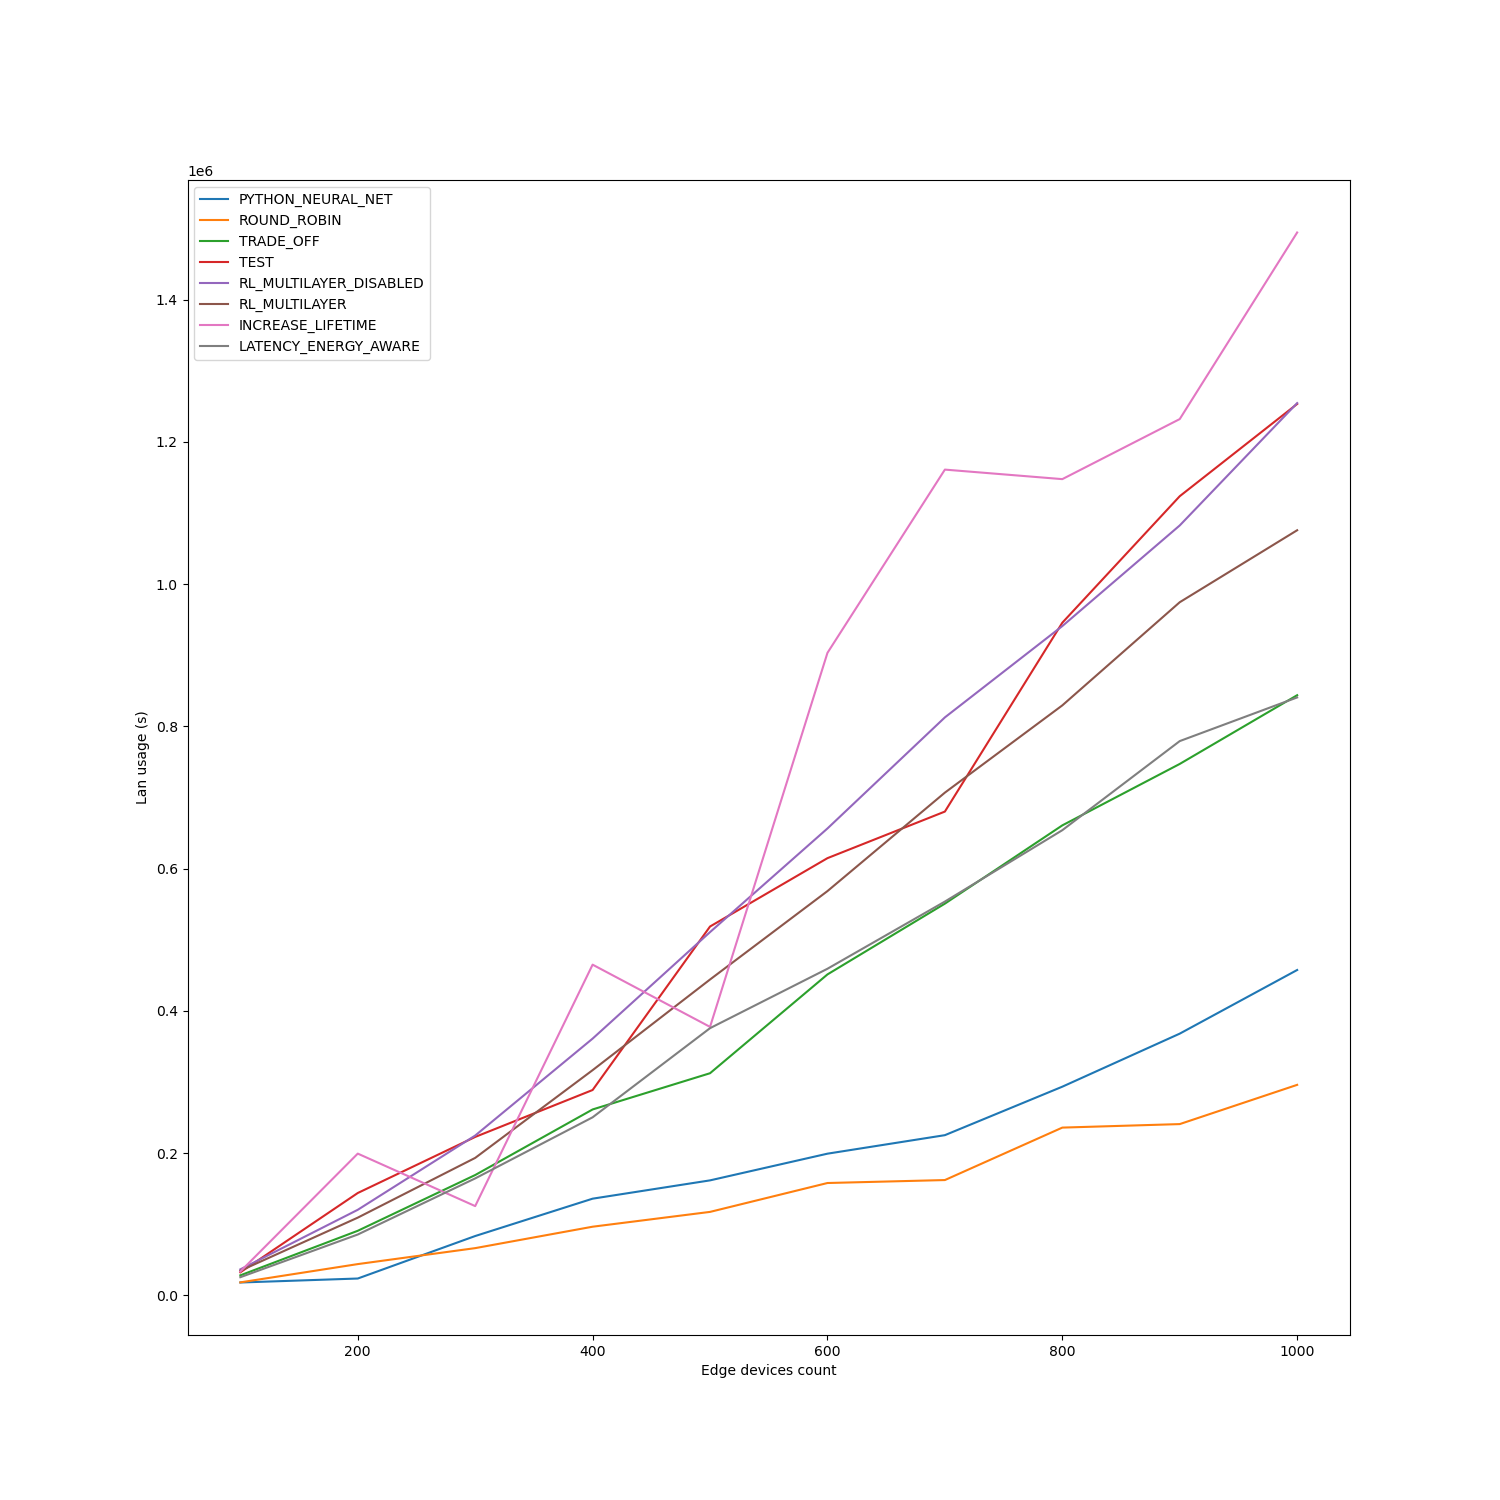 1e6
PYTHON_NEURAL_NET
ROUND_ROBIN
TRADE_OFF
TEST
RL_MULTILAYER_DISABLED
RL_MULTILAYER
INCREASE_LIFETIME
LATENCY_ENERGY_AWARE
1.4
1.2
1.0
0.8
0.6
0.4
0.2
0.0
Lan usage (s)
200 400 600 800 1000
Edge devices count